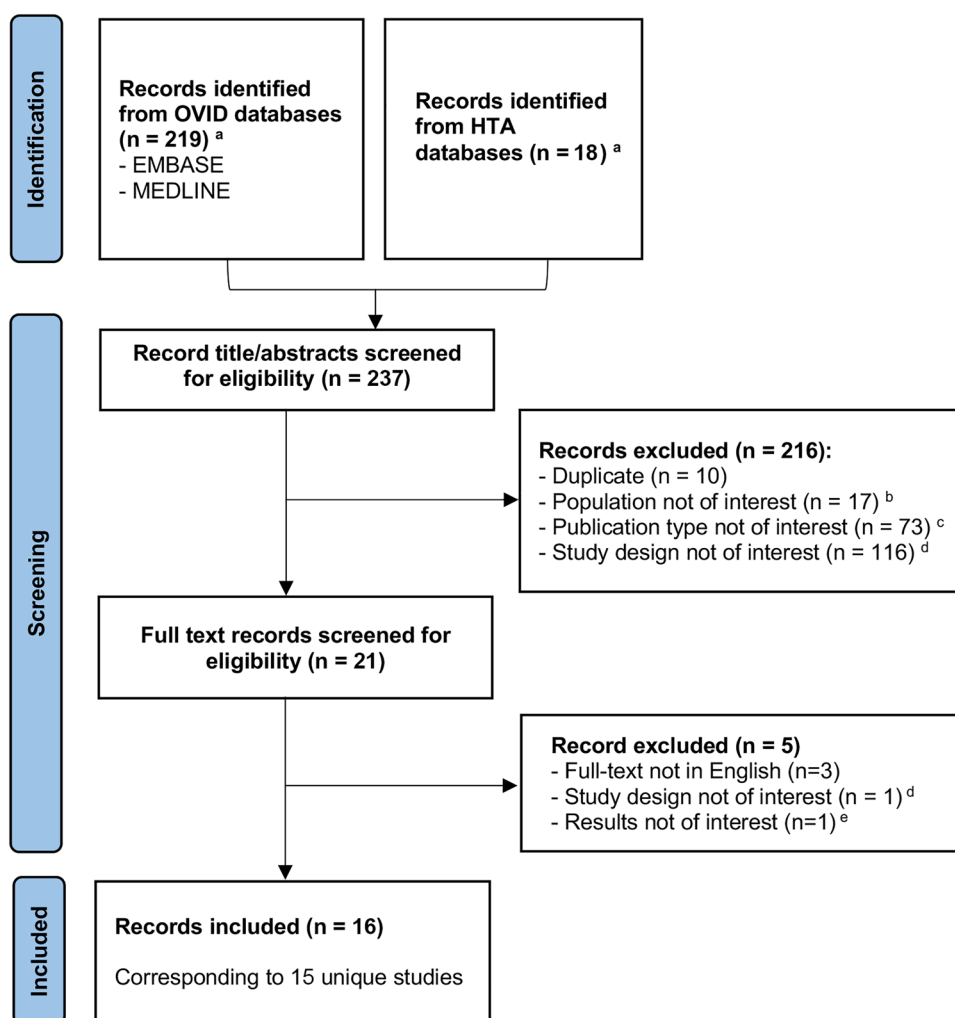 Identification
Records identified
from OVID databases
(n = 219) a
- EMBASE
- MEDLINE
Records identified
from HTA
databases (n = 18) a
Screening
Record title/abstracts screened
for eligibility (n = 237)
Records excluded (n = 216):
- Duplicate (n = 10)
- Population not of interest (n = 17) b
- Publication type not of interest (n = 73) c
- Study design not of interest (n = 116) d
Full text records screened for
eligibility (n = 21)
Record excluded (n = 5)
- Full-text not in English (n=3)
- Study design not of interest (n = 1) d
- Results not of interest (n=1) e
Included
Records included (n = 16)
Corresponding to 15 unique studies